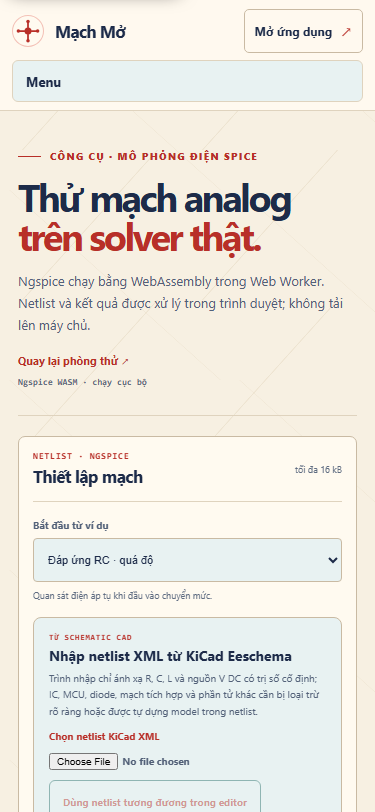 Mạch Mở
Mở ứng dụng ↗
Menu
CÔNG CỤ · MÔ PHỎNG ĐIỆN SPICE
Thử mạch analog
trên solver thật.
Ngspice chạy bằng WebAssembly trong Web Worker.
Netlist và kết quả được xử lý trong trình duyệt; không tải
lên máy chủ.
Quay lại phòng thử ↗
Ngspice WASM · chạy cục bộ
NETLIST · NGSPICE
Thiết lập mạch
tối đa 16 kB
Bắt đầu từ ví dụ
Đáp ứng RC · quá độ
Quan sát điện áp tụ khi đầu vào chuyển mức.
TỪ SCHEMATIC CAD
Nhập netlist XML từ KiCad Eeschema
Trình nhập chỉ ánh xạ R, C, L và nguồn V DC có trị số cố định;
IC, MCU, diode, mạch tích hợp và phần tử khác cần bị loại trừ
rõ ràng hoặc được tự dựng model trong netlist.
Chọn netlist KiCad XML
Choose File No file chosen
Dùng netlist tương đương trong editor